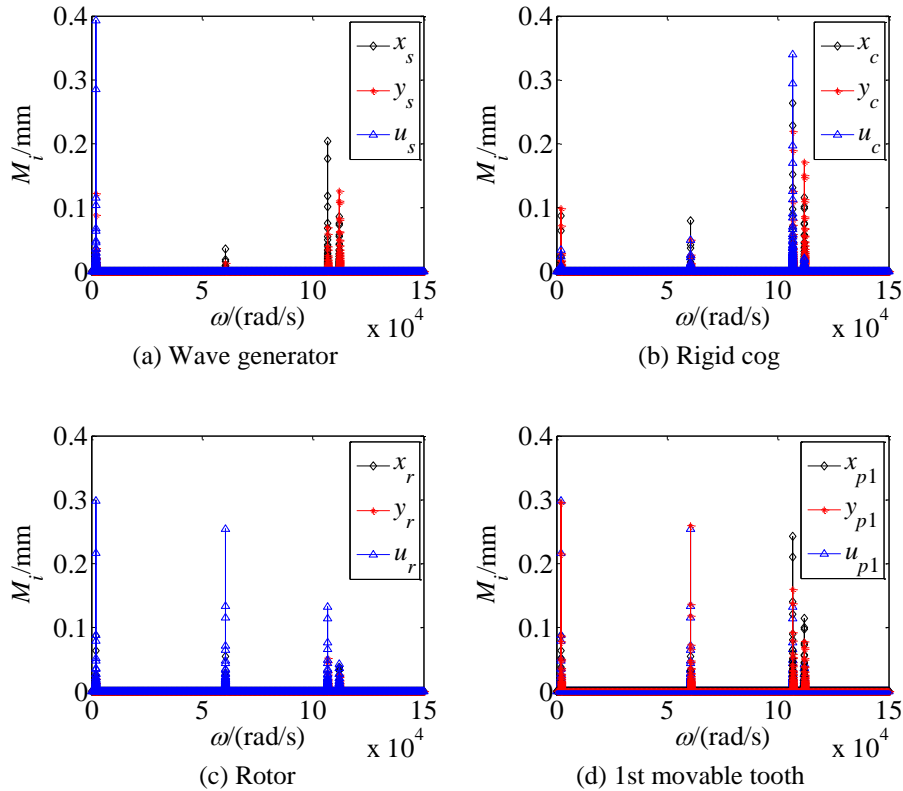 0.4
0.3
0.2
0.1
0
M_i/mm
x_s
y_s
u_s
0 5 10 15
ω/(rad/s)
x 10^4
(a) Wave generator
0.4
0.3
0.2
0.1
0
M_i/mm
x_c
y_c
u_c
0 5 10 15
ω/(rad/s)
x 10^4
(b) Rigid cog
0.4
0.3
0.2
0.1
0
M_i/mm
x_r
y_r
u_r
0 5 10 15
ω/(rad/s)
x 10^4
(c) Rotor
0.4
0.3
0.2
0.1
0
M_i/mm
x_p1
y_p1
u_p1
0 5 10 15
ω/(rad/s)
x 10^4
(d) 1st movable tooth